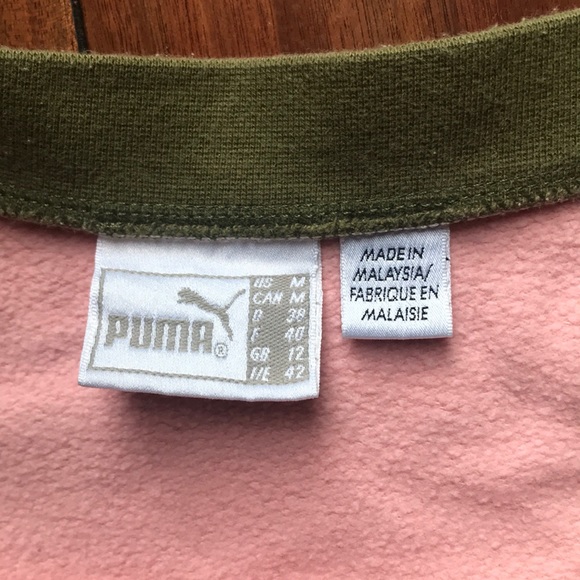 PUMA®
US M
CAN M
D 38
F 40
GB 12
I/E 42
MADE IN
MALAYSIA/
FABRIQUE EN
MALAISIE